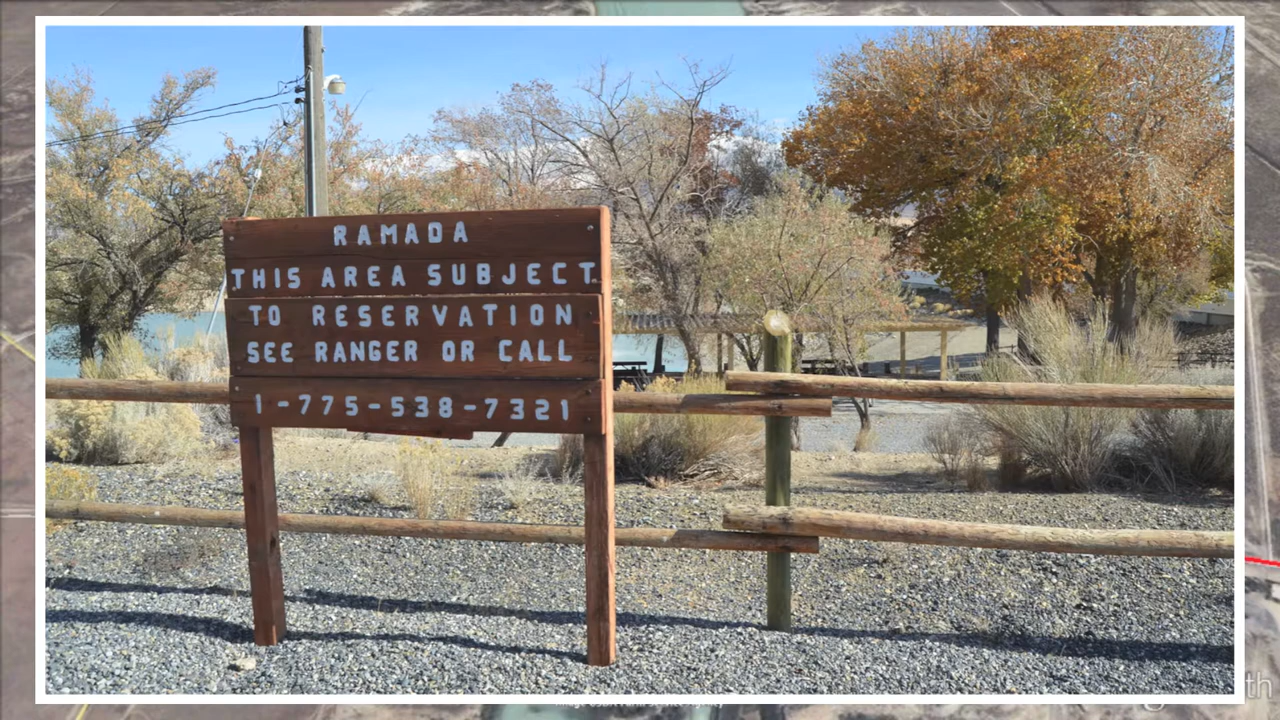 RAMADA
THIS AREA SUBJECT
TO RESERVATION
SEE RANGER OR CALL
1-775-538-7321